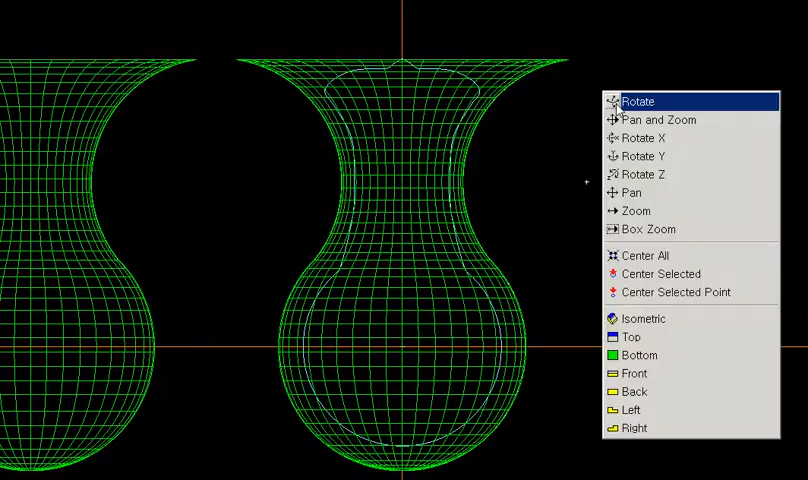 Rotate
Pan and Zoom
Rotate X
Rotate Y
Rotate Z
Pan
Zoom
Box Zoom
Center All
Center Selected
Center Selected Point
Isometric
Top
Bottom
Front
Back
Left
Right